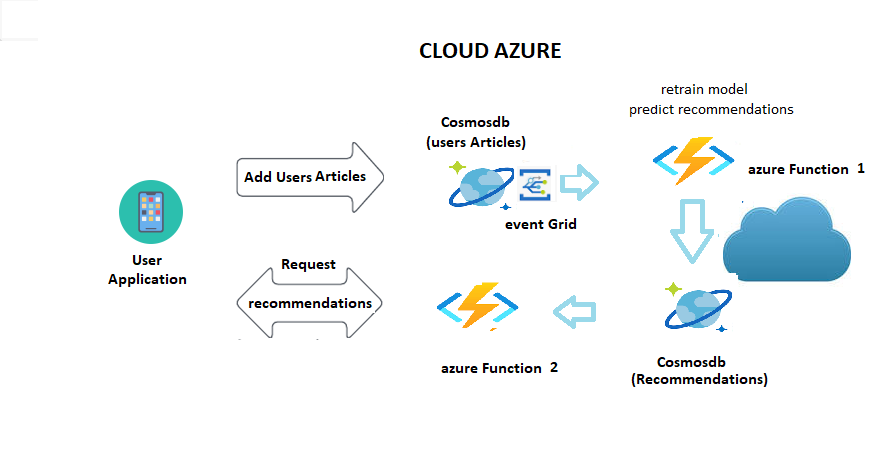 CLOUD AZURE
retrain model
predict recommendations
Cosmosdb
(users Articles)
Add Users Articles
azure Function 1
event Grid
User
Application
Request
recommendations
azure Function 2
Cosmosdb
(Recommendations)